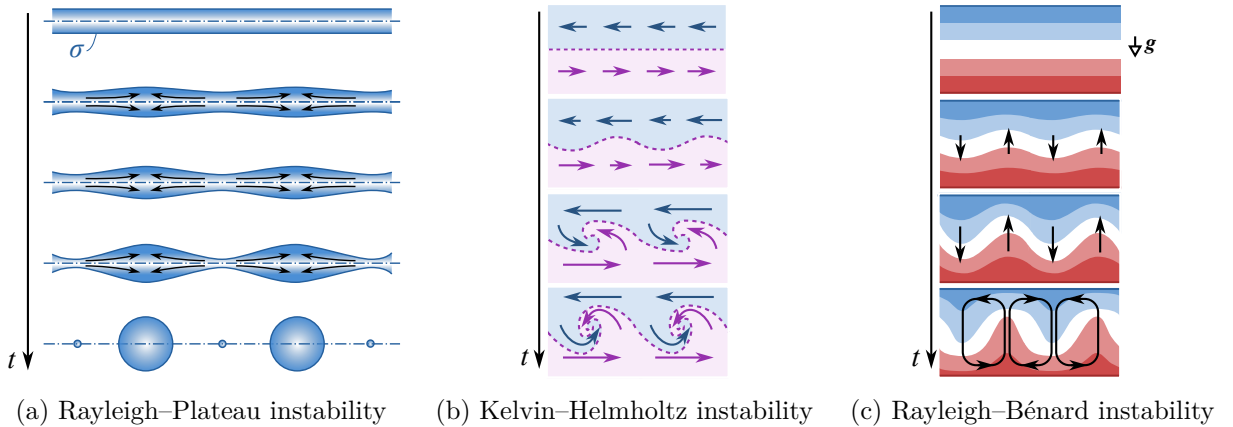 σ
g
t
t
t
(a) Rayleigh–Plateau instability
(b) Kelvin–Helmholtz instability
(c) Rayleigh–Bénard instability